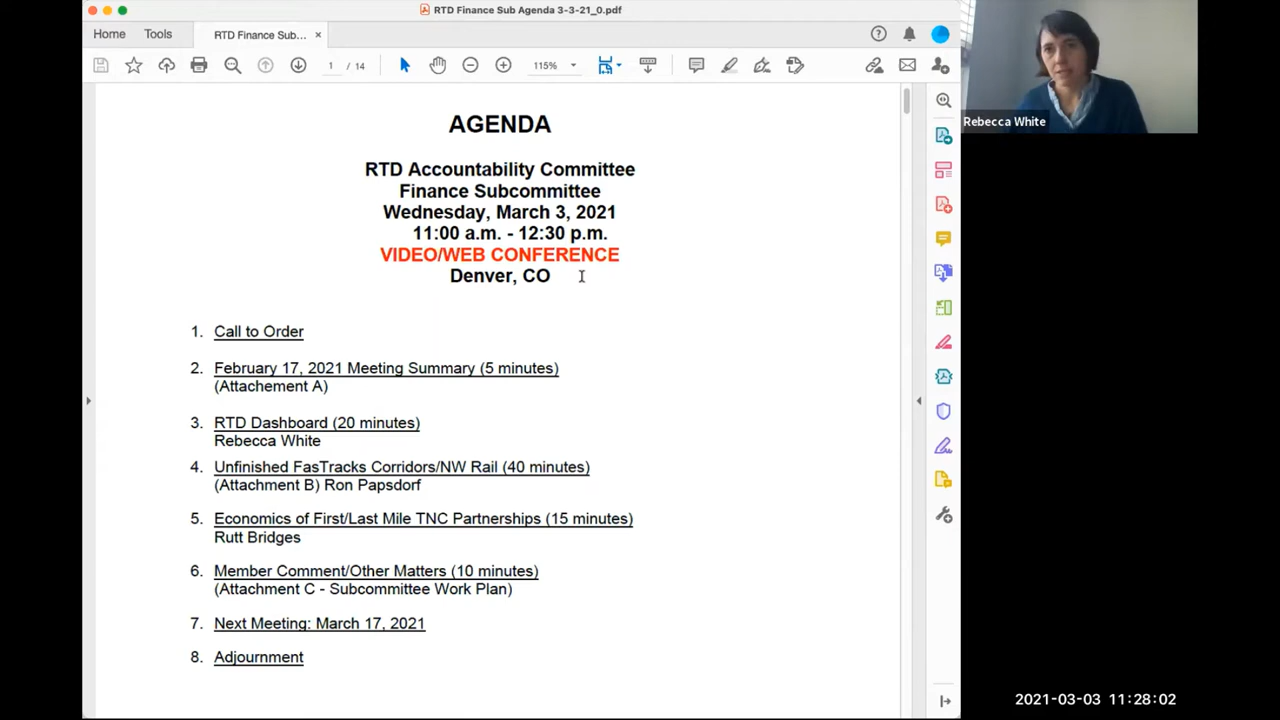 RTD Finance Sub Agenda 3-3-21_0.pdf
Home
Tools
RTD Finance Sub... ×
1 / 14
115%
AGENDA
RTD Accountability Committee
Finance Subcommittee
Wednesday, March 3, 2021
11:00 a.m. - 12:30 p.m.
VIDEO/WEB CONFERENCE
Denver, CO
1. Call to Order
2. February 17, 2021 Meeting Summary (5 minutes)
(Attachement A)
3. RTD Dashboard (20 minutes)
Rebecca White
4. Unfinished FasTracks Corridors/NW Rail (40 minutes)
(Attachment B) Ron Papsdorf
5. Economics of First/Last Mile TNC Partnerships (15 minutes)
Rutt Bridges
6. Member Comment/Other Matters (10 minutes)
(Attachment C - Subcommittee Work Plan)
7. Next Meeting: March 17, 2021
8. Adjournment
Rebecca White
2021-03-03 11:28:02